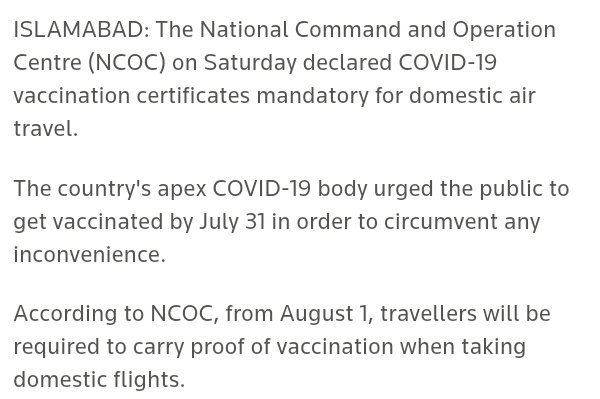 ISLAMABAD: The National Command and Operation
Centre (NCOC) on Saturday declared COVID-19
vaccination certificates mandatory for domestic air
travel.
The country's apex COVID-19 body urged the public to
get vaccinated by July 31 in order to circumvent any
inconvenience.
According to NCOC, from August 1, travellers will be
required to carry proof of vaccination when taking
domestic flights.